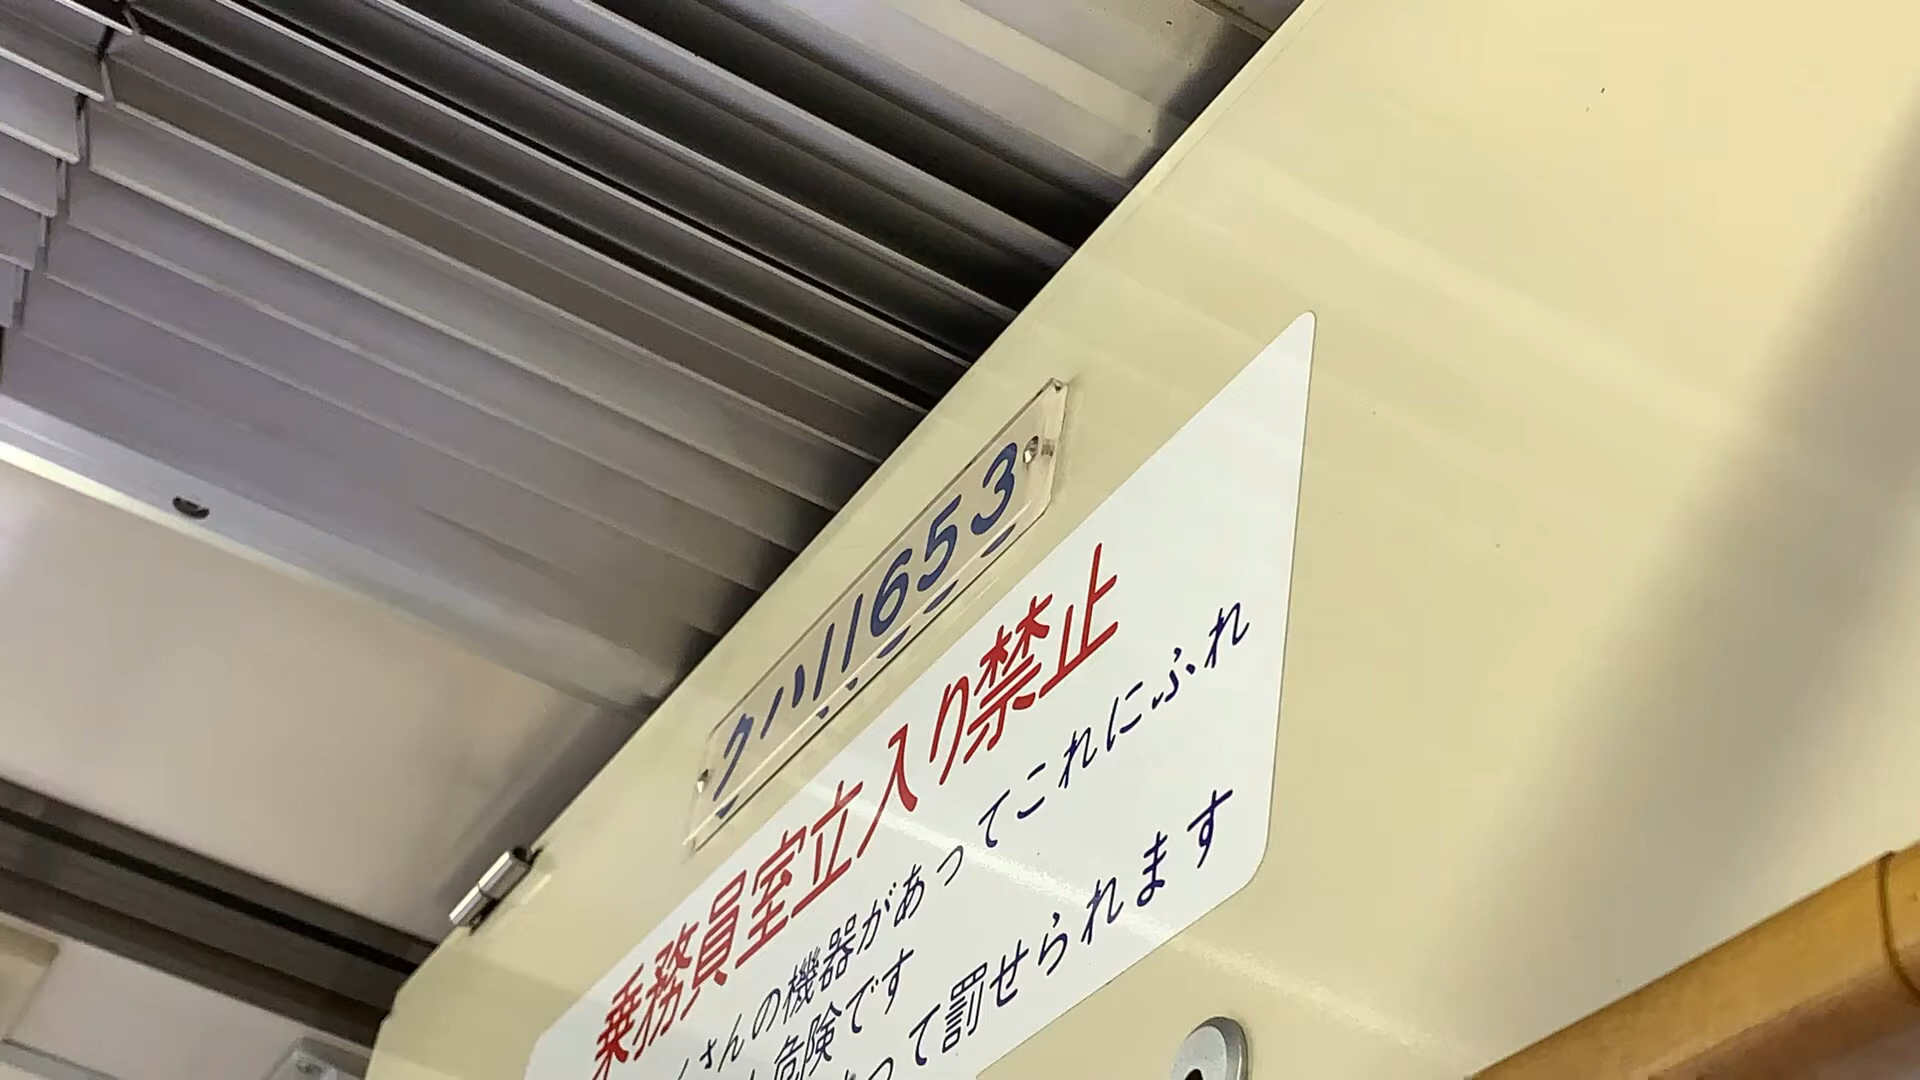 クハ11653
乗務員室立入り禁止
さんの機器があってこれにふれ
危険です
って罰せられます